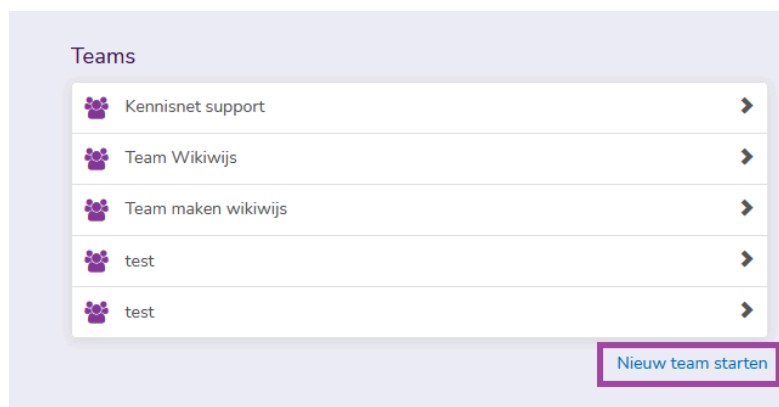 Teams
Kennisnet support
Team Wikiwijs
Team maken wikiwijs
test
test
Nieuw team starten